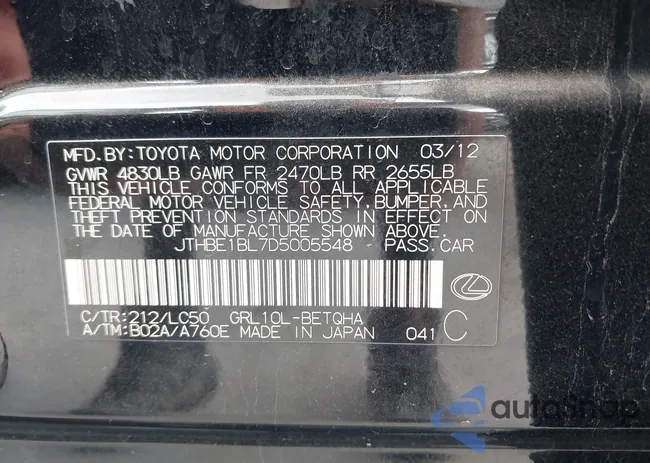 MFD.BY:TOYOTA MOTOR CORPORATION 03/12
GVWR 4830LB GAWR FR 2470LB RR 2655LB
THIS VEHICLE CONFORMS TO ALL APPLICABLE
FEDERAL MOTOR VEHICLE SAFETY,BUMPER,AND
THEFT PREVENTION STANDARDS IN EFFECT ON
THE DATE OF MANUFACTURE SHOWN ABOVE.
JTHBE1BL7D5005548 PASS.CAR
C/TR:212/LC50 GRL10L-BETQHA
A/TM:B02A/A760E MADE IN JAPAN 041 C
autoSnap